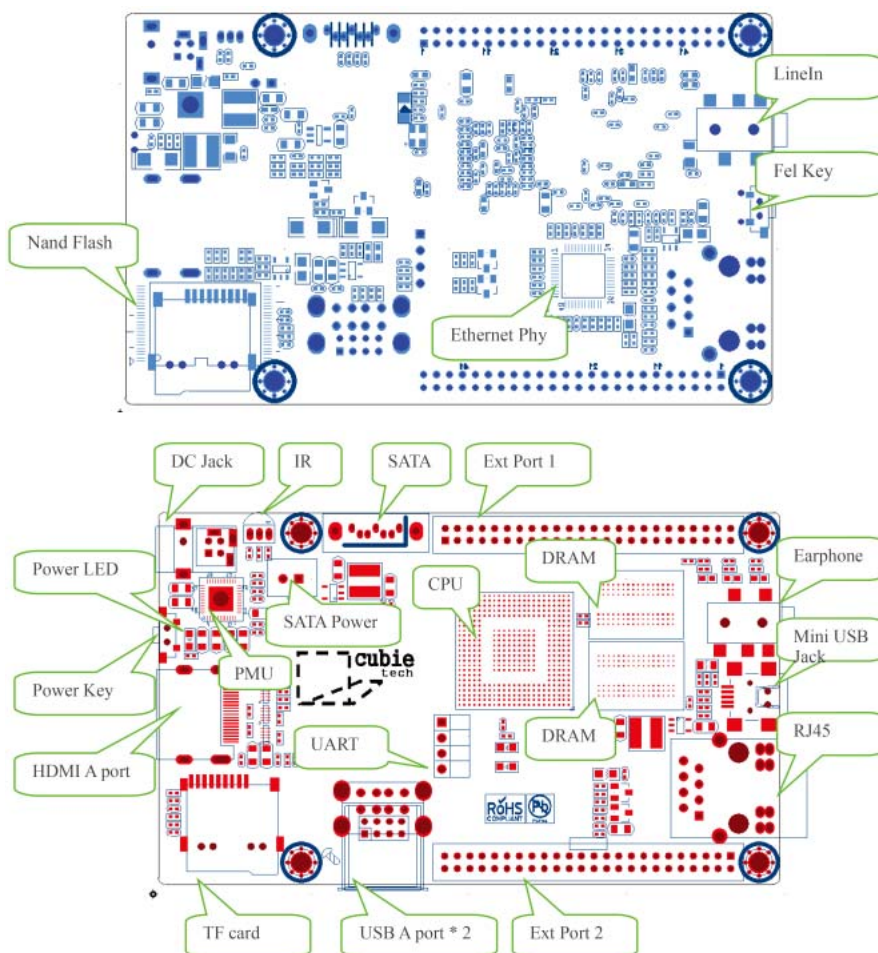 LineIn
Fel Key
Nand Flash
Ethernet Phy
DC Jack
IR
SATA
Ext Port 1
Power LED
DRAM
Earphone
CPU
SATA Power
Mini USB
Jack
PMU
cubie
tech
Power Key
DRAM
RJ45
UART
HDMI A port
RoHS
COMPLIANT
Pb
TF card
USB A port * 2
Ext Port 2